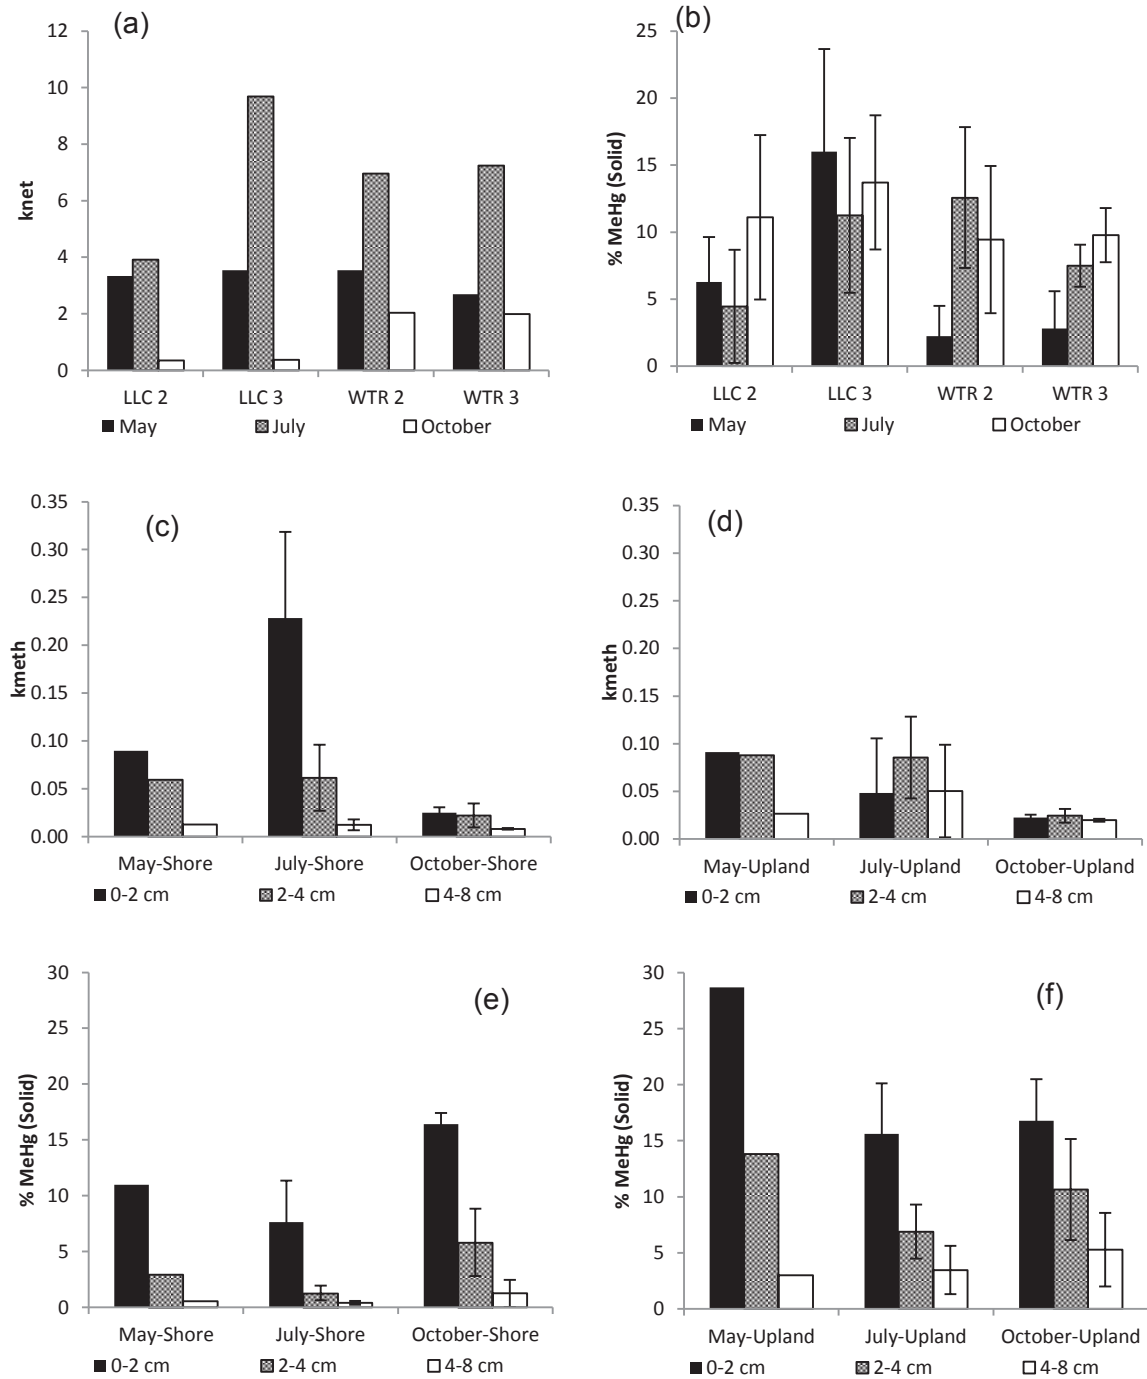 (a)
12
10
8
6
4
2
0
knet
LLC 2 LLC 3 WTR 2 WTR 3
May July October
(b)
25
20
15
10
5
0
% MeHg (Solid)
LLC 2 LLC 3 WTR 2 WTR 3
May July October
(c)
0.35
0.30
0.25
0.20
0.15
0.10
0.05
0.00
kmeth
May-Shore July-Shore October-Shore
0-2 cm 2-4 cm 4-8 cm
(d)
0.35
0.30
0.25
0.20
0.15
0.10
0.05
0.00
kmeth
May-Upland July-Upland October-Upland
0-2 cm 2-4 cm 4-8 cm
(e)
30
25
20
15
10
5
0
% MeHg (Solid)
May-Shore July-Shore October-Shore
0-2 cm 2-4 cm 4-8 cm
(f)
30
25
20
15
10
5
0
% MeHg (Solid)
May-Upland July-Upland October-Upland
0-2 cm 2-4 cm 4-8 cm